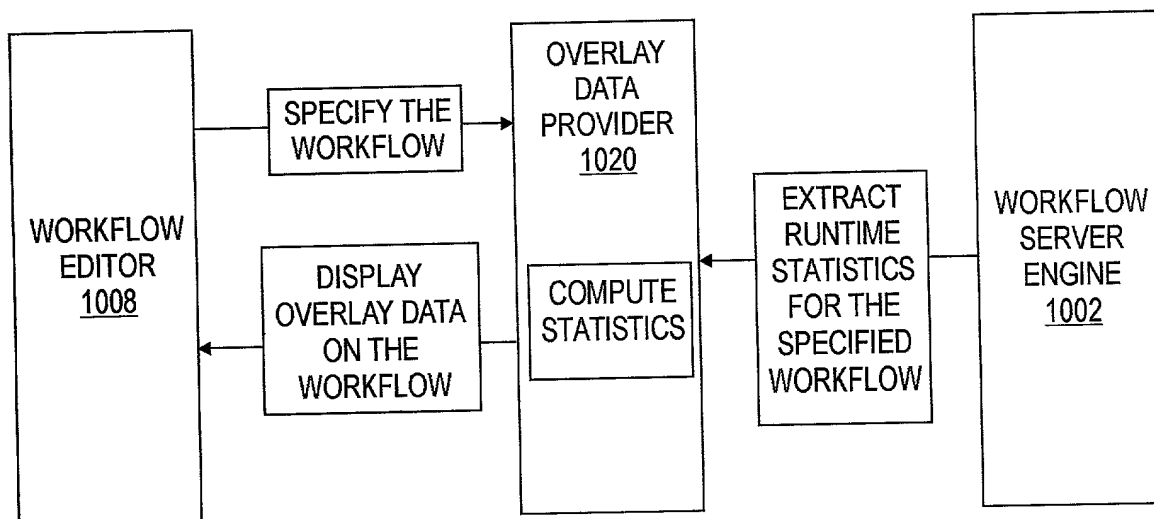 WORKFLOW
EDITOR
1008
SPECIFY THE
WORKFLOW
DISPLAY
OVERLAY DATA
ON THE
WORKFLOW
OVERLAY
DATA
PROVIDER
1020
COMPUTE
STATISTICS
EXTRACT
RUNTIME
STATISTICS
FOR THE
SPECIFIED
WORKFLOW
WORKFLOW
SERVER
ENGINE
1002